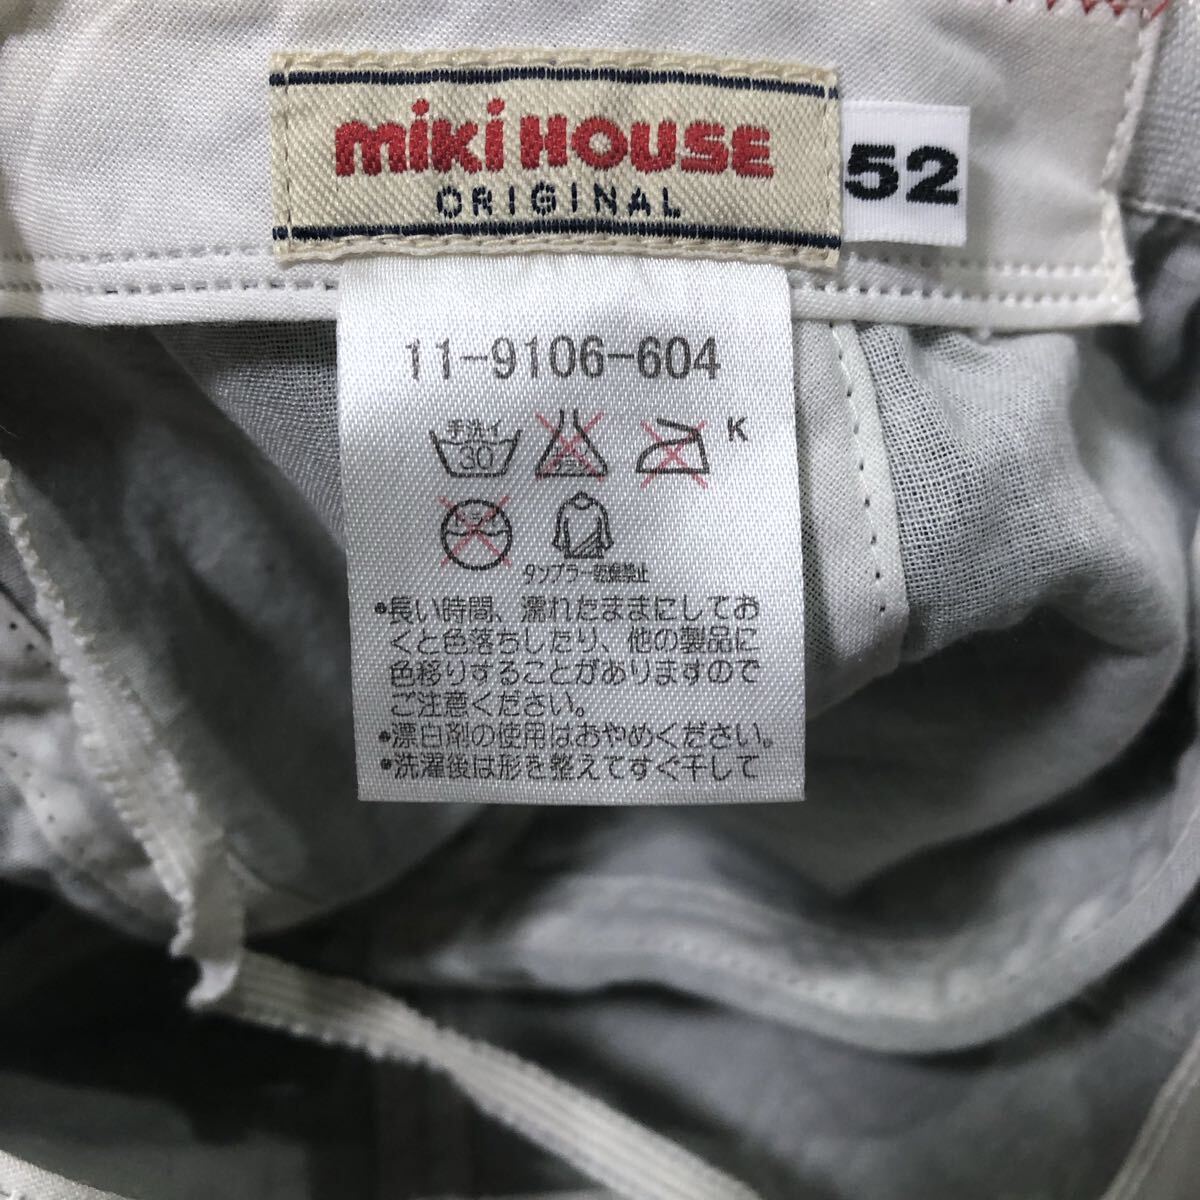 miki HOUSE
ORIGINAL
52
11-9106-604
手洗イ
30
K
タンブラー乾燥禁止
•長い時間、濡れたままにしてお
くと色落ちしたり、他の製品に
色移りすることがありますので
ご注意ください。
•漂白剤の使用はおやめください。
•洗濯後は形を整えてすぐ干して